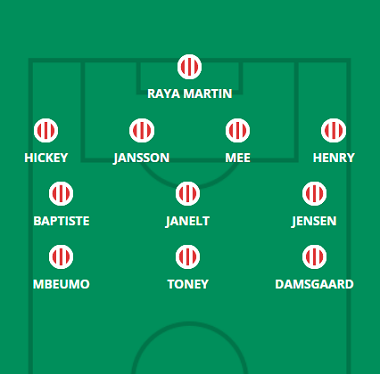 RAYA MARTIN
HICKEY JANSSON MEE HENRY
BAPTISTE JANELT JENSEN
MBEUMO TONEY DAMSGAARD